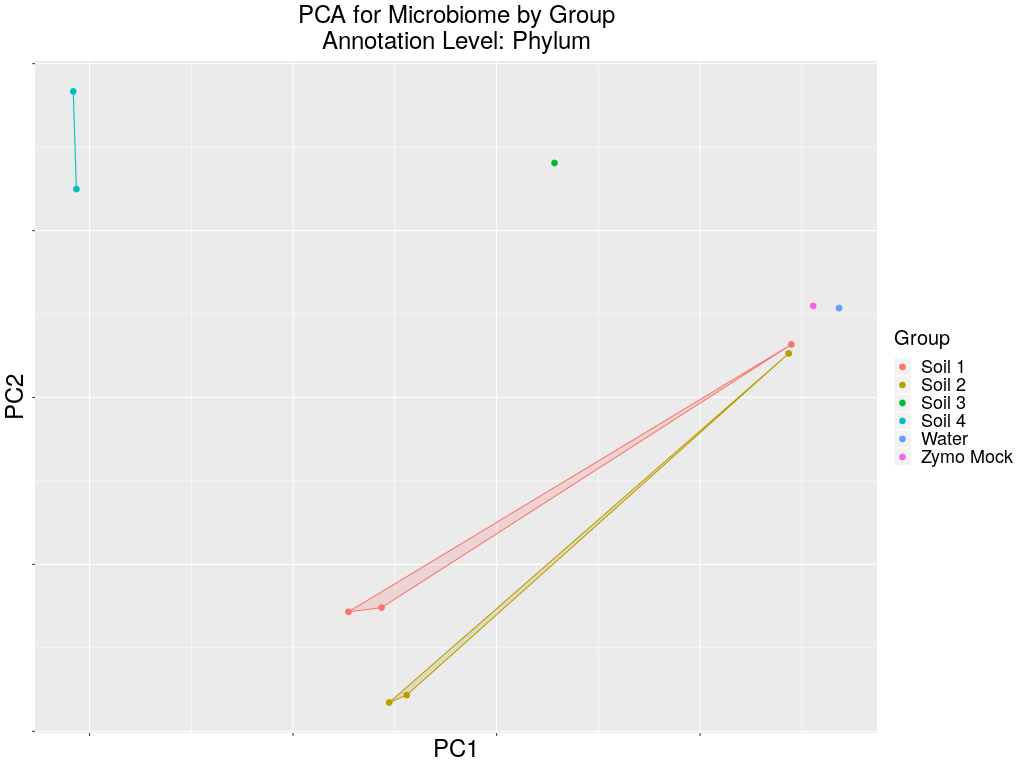 PCA for Microbiome by Group
Annotation Level: Phylum
PC2
PC1
Group
Soil 1
Soil 2
Soil 3
Soil 4
Water
Zymo Mock